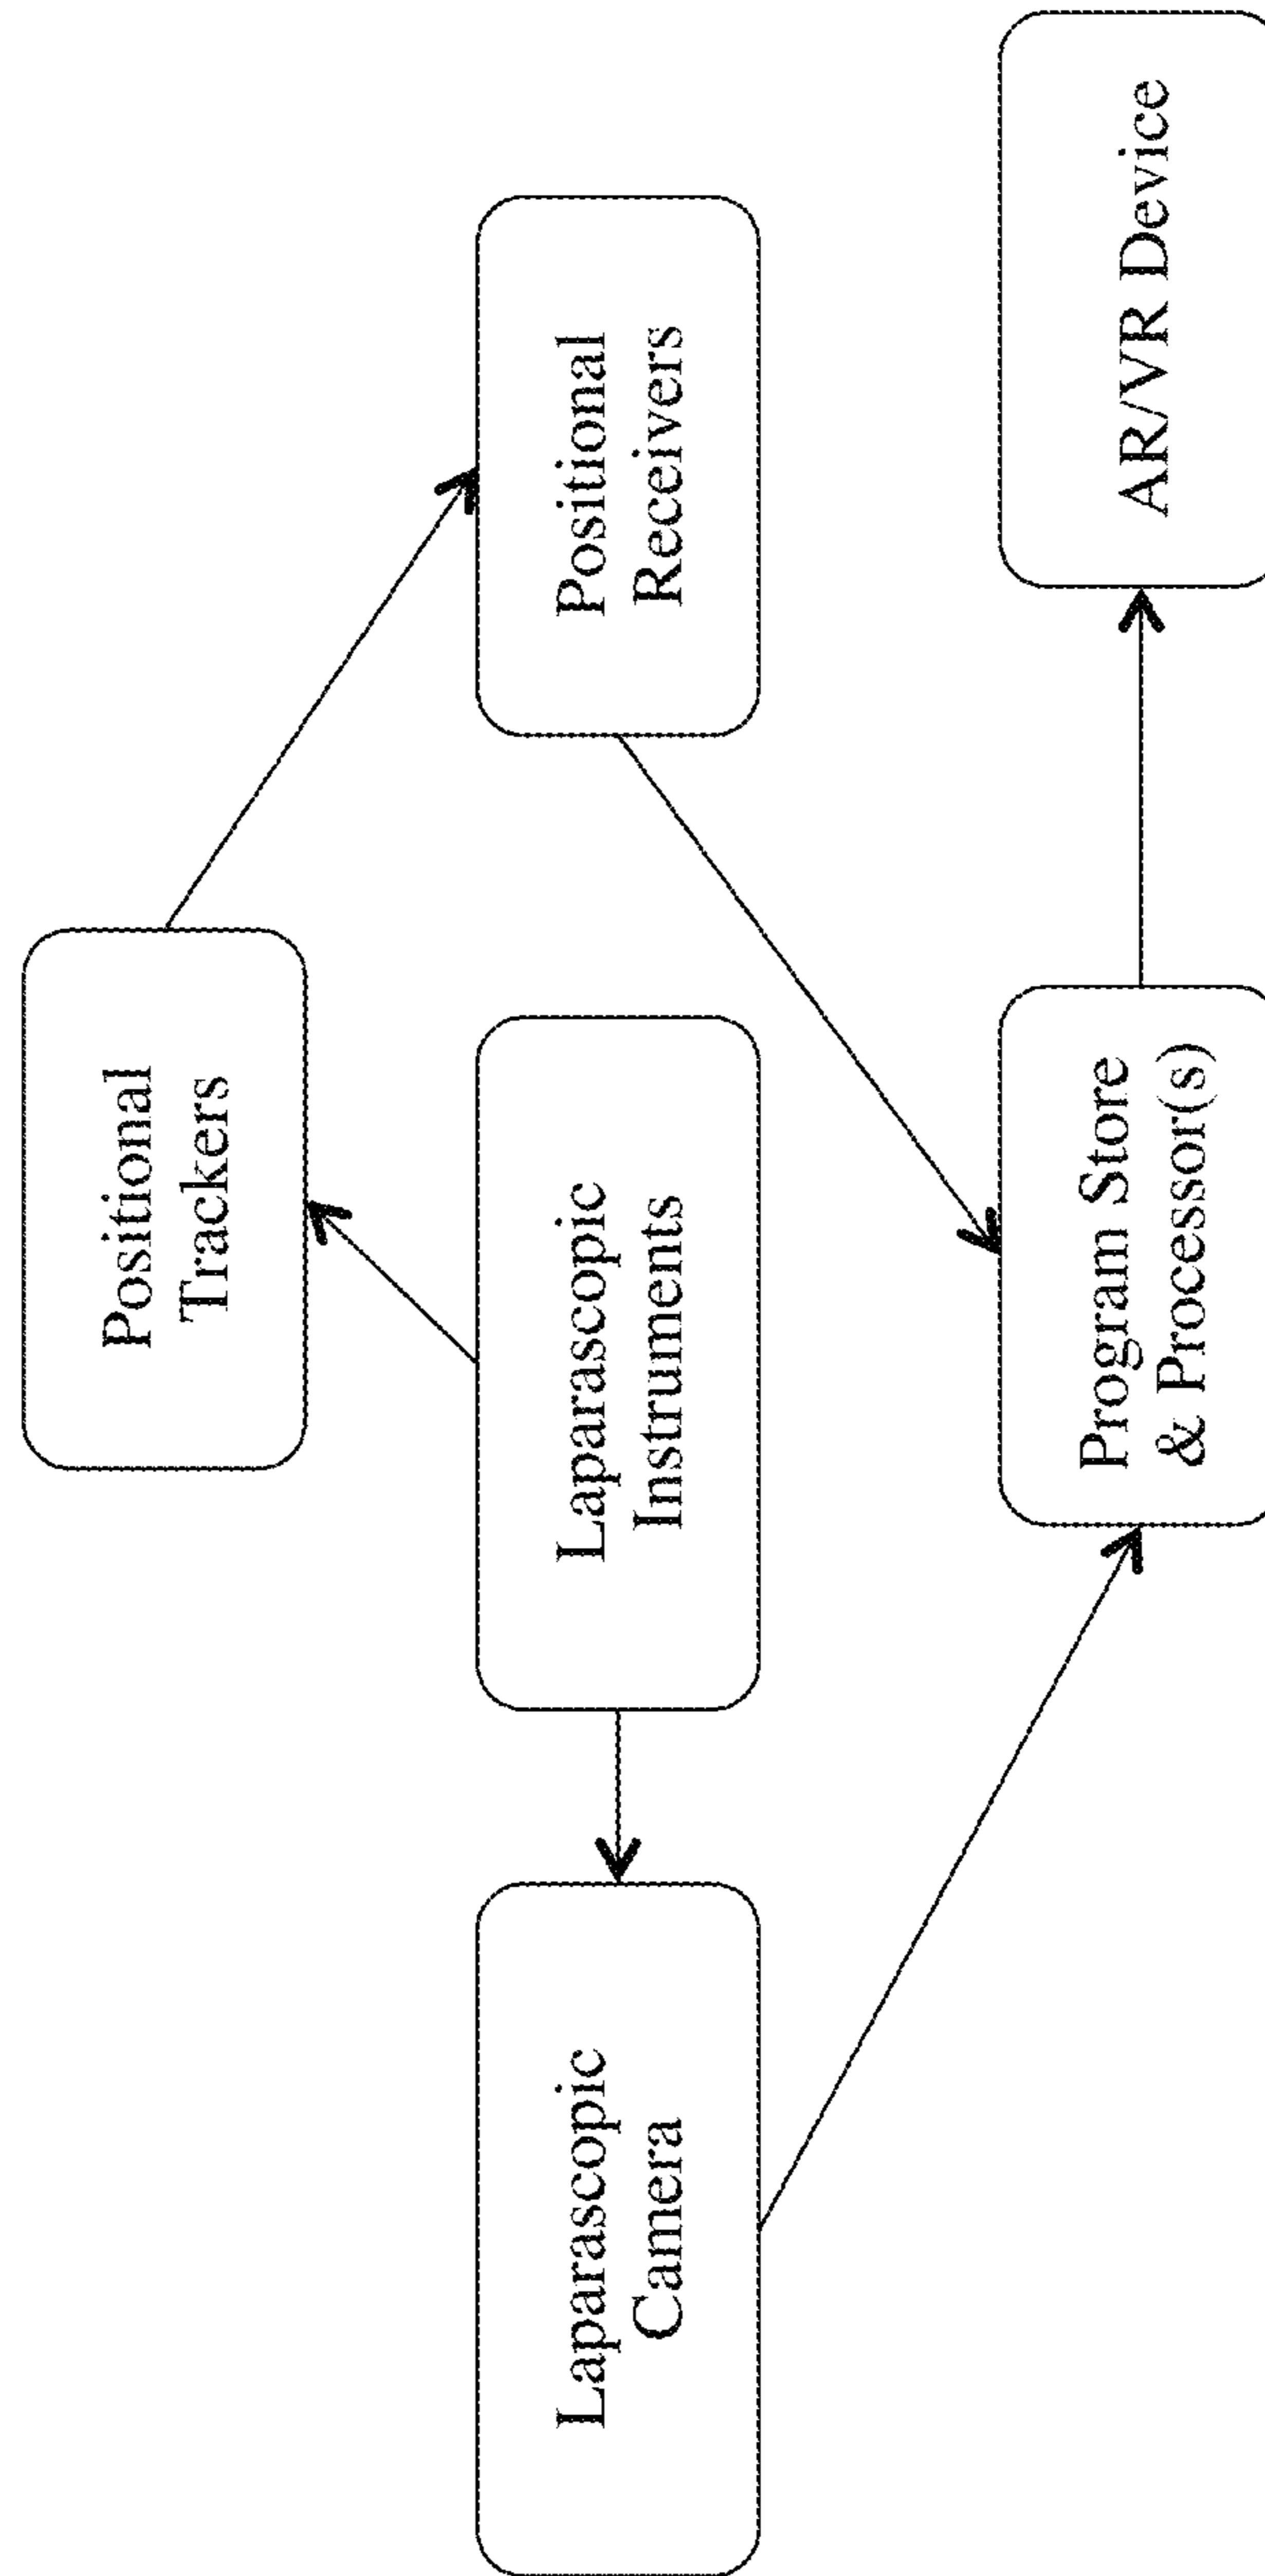 Positional
Trackers
Laparascopic
Camera
Laparascopic
Instruments
Positional
Receivers
Program Store
& Processor(s)
AR/VR Device